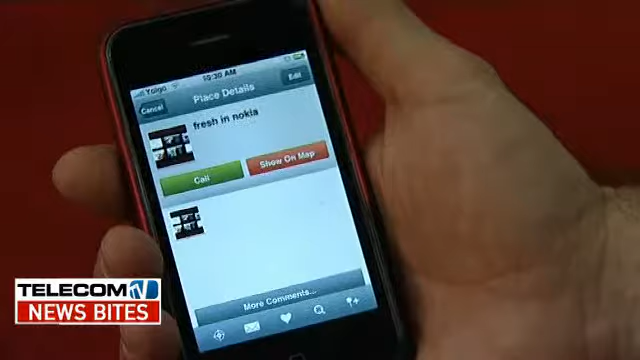 Yoigo
10:30 AM
Cancel
Place Details
Edit
fresh in nokia
Call
Show On Map
More Comments...
TELECOMTV
NEWS BITES